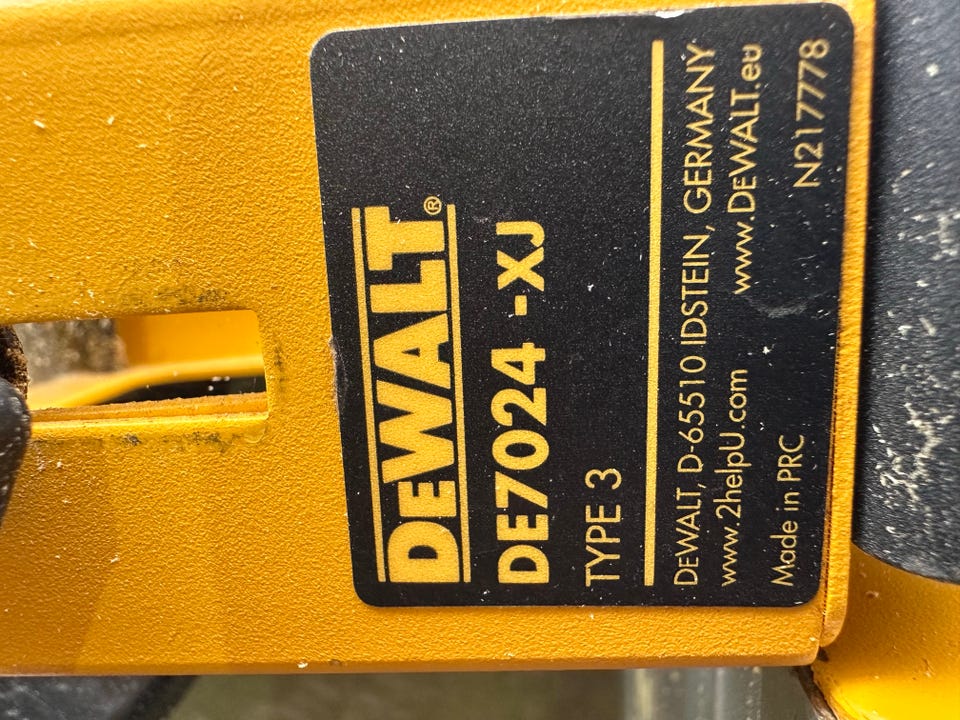 DEWALT®
DE7024 -XJ
TYPE 3
DEWALT, D-65510 IDSTEIN, GERMANY
www.2helpU.com www.DEWALT.eu
Made in PRC N217778